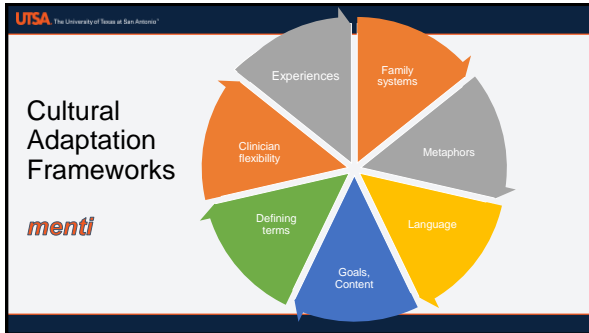 UTSA. The University of Texas at San Antonio™
Cultural
Adaptation
Frameworks
menti
Experiences
Family
systems
Metaphors
Language
Goals,
Content
Defining
terms
Clinician
flexibility